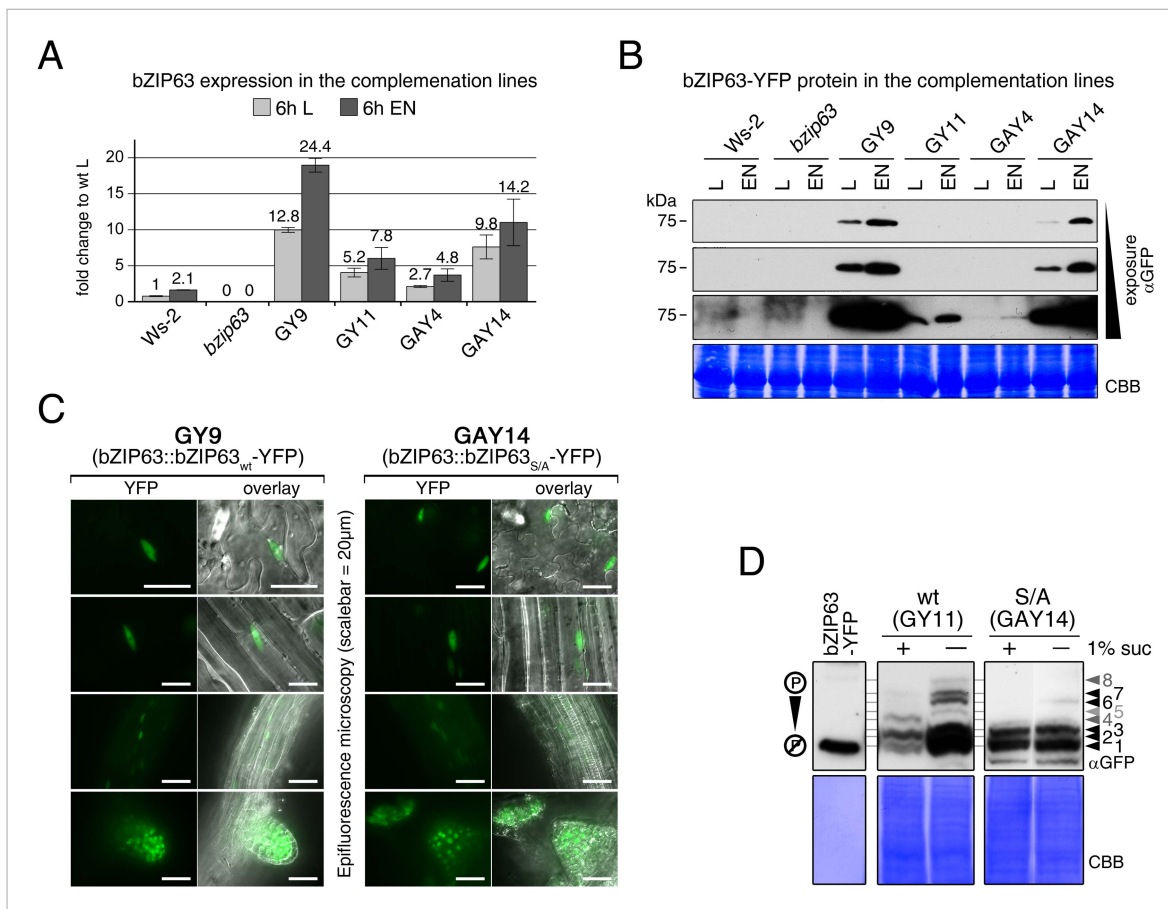 A
bZIP63 expression in the complemenation lines
6h L 6h EN
fold change to wt L
20
15
10
5
0
1 2.1 0 0 12.8 24.4 5.2 7.8 2.7 4.8 9.8 14.2
Ws-2 bzip63 GY9 GY11 GAY4 GAY14
B
bZIP63-YFP protein in the complementation lines
Ws-2 bzip63 GY9 GY11 GAY4 GAY14
L EN L EN L EN L EN L EN L EN
kDa
75
75
75
exposure
αGFP
CBB
C
GY9
(bZIP63::bZIP63wt-YFP)
YFP overlay
Epifluorescence microscopy (scalebar = 20µm)
GAY14
(bZIP63::bZIP63S/A-YFP)
YFP overlay
D
bZIP63
-YFP
wt
(GY11)
S/A
(GAY14)
+ — + — 1% suc
P
P
8
7
6
5
4
3
2
1
αGFP
CBB